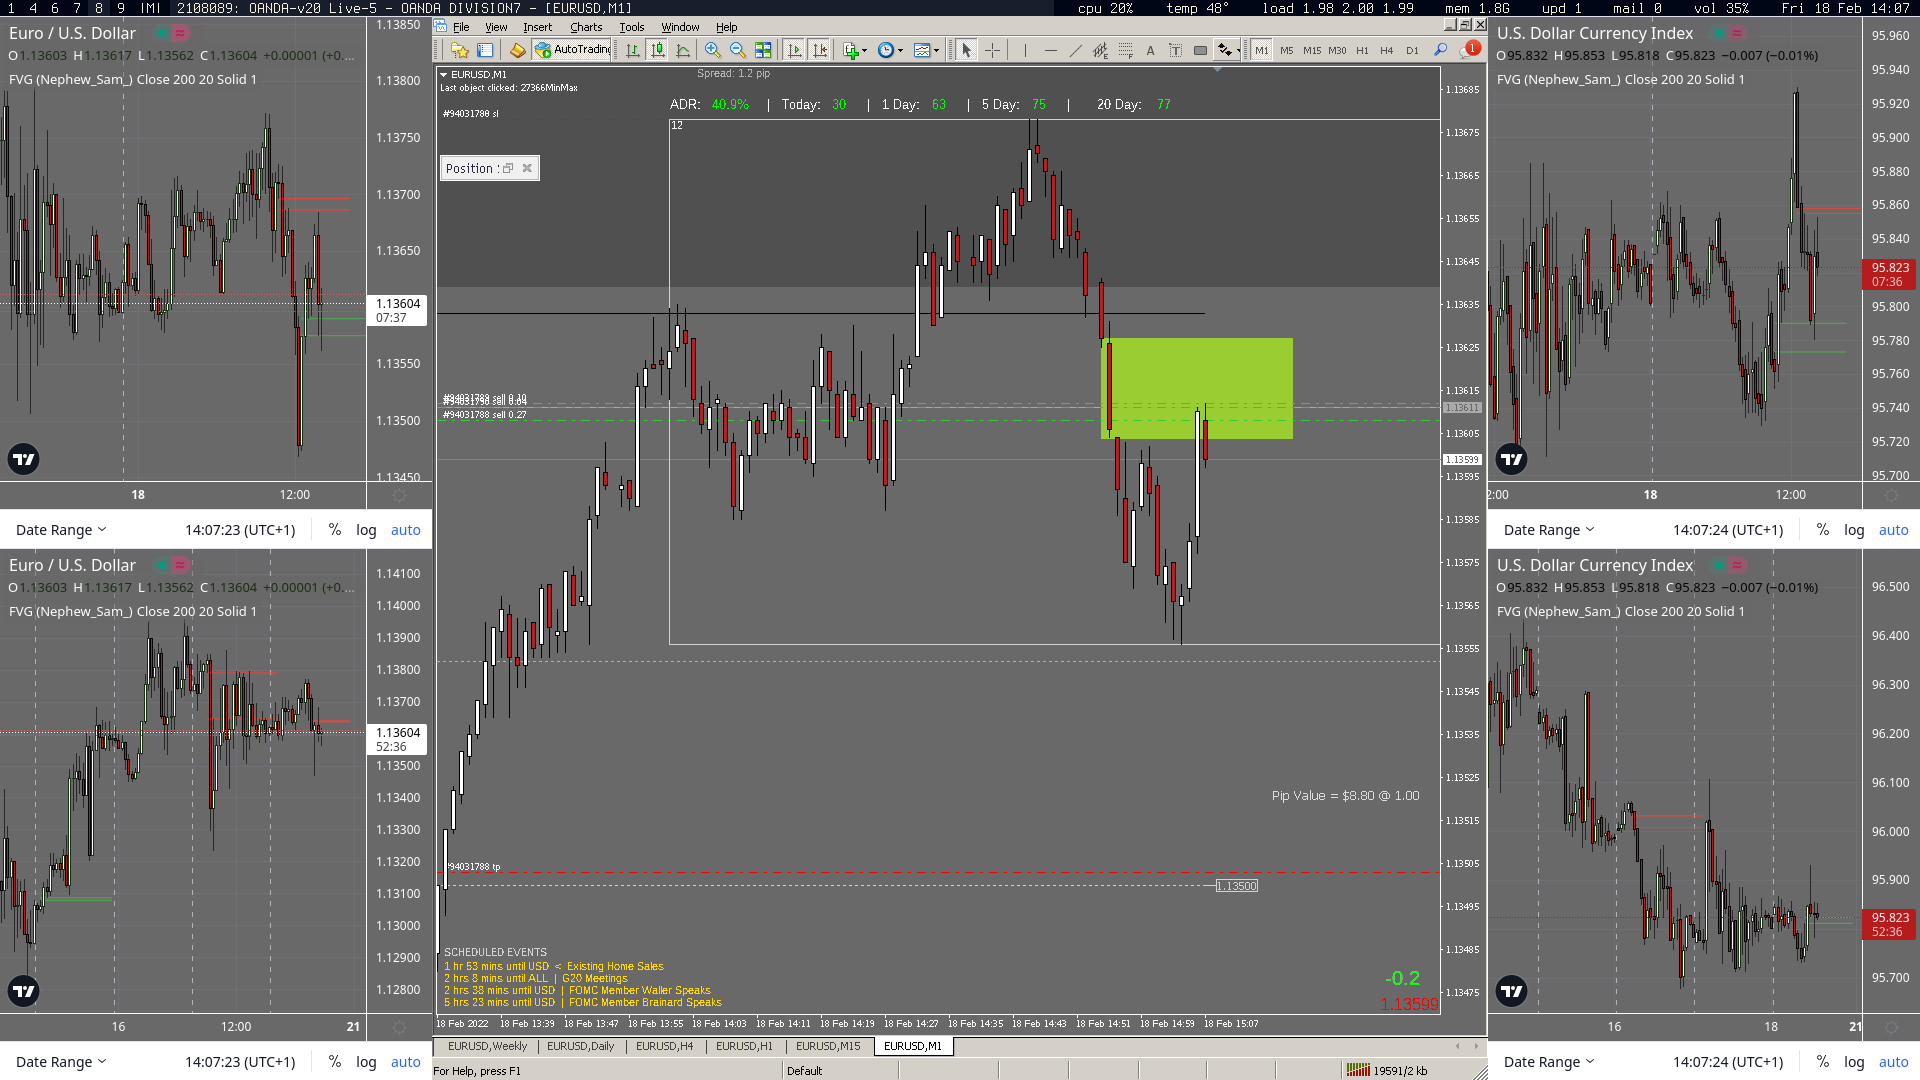 1 4 6 7 8 9 IMI 2108089: OANDA-v20 Live-5 - OANDA DIVISION7 - [EURUSD,M1] cpu 20% temp 48° load 1.98 2.00 1.99 mem 1.8G upd 1 mail 0 vol 35% Fri 18 Feb 14:07
Euro / U.S. Dollar
O1.13603 H1.13617 L1.13562 C1.13604 +0.00001 (+0....
FVG (Nephew_Sam_) Close 200 20 Solid 1
1.13850
1.13800
1.13750
1.13700
1.13650
1.13604
07:37
1.13550
1.13500
1.13450
18 12:00
Date Range 14:07:23 (UTC+1) % log auto
Euro / U.S. Dollar
O1.13603 H1.13617 L1.13562 C1.13604 +0.00001 (+0....
FVG (Nephew_Sam_) Close 200 20 Solid 1
1.14100
1.14000
1.13900
1.13800
1.13700
1.13604
52:36
1.13500
1.13400
1.13300
1.13200
1.13100
1.13000
1.12900
1.12800
16 12:00 21
Date Range 14:07:23 (UTC+1) % log auto
File View Insert Charts Tools Window Help
AutoTrading M1 M5 M15 M30 H1 H4 D1 1
EURUSD,M1 Spread: 1.2 pip
Last object clicked: 27366MinMax
ADR: 40.9% | Today: 30 | 1 Day: 63 | 5 Day: 75 | 20 Day: 77
#94031788 sl
12
Position :
#94031788 sell 0.27
#94031788 tp
1.13500
Pip Value = $8.80 @ 1.00
SCHEDULED EVENTS
1 hr 53 mins until USD < Existing Home Sales
2 hrs 8 mins until ALL | G20 Meetings
2 hrs 38 mins until USD | FOMC Member Waller Speaks
5 hrs 23 mins until USD | FOMC Member Brainard Speaks
-0.2
1.13599
1.13685
1.13675
1.13665
1.13655
1.13645
1.13635
1.13625
1.13615
1.13611
1.13605
1.13599
1.13595
1.13585
1.13575
1.13565
1.13555
1.13545
1.13535
1.13525
1.13515
1.13505
1.13495
1.13485
1.13475
18 Feb 2022 18 Feb 13:39 18 Feb 13:47 18 Feb 13:55 18 Feb 14:03 18 Feb 14:11 18 Feb 14:19 18 Feb 14:27 18 Feb 14:35 18 Feb 14:43 18 Feb 14:51 18 Feb 14:59 18 Feb 15:07
EURUSD,Weekly EURUSD,Daily EURUSD,H4 EURUSD,H1 EURUSD,M15 EURUSD,M1
For Help, press F1 Default 19591/2 kb
U.S. Dollar Currency Index
O95.832 H95.853 L95.818 C95.823 −0.007 (−0.01%)
FVG (Nephew_Sam_) Close 200 20 Solid 1
95.960
95.940
95.920
95.900
95.880
95.860
95.840
95.823
07:36
95.800
95.780
95.760
95.740
95.720
95.700
2:00 18 12:00
Date Range 14:07:24 (UTC+1) % log auto
U.S. Dollar Currency Index
O95.832 H95.853 L95.818 C95.823 −0.007 (−0.01%)
FVG (Nephew_Sam_) Close 200 20 Solid 1
96.500
96.400
96.300
96.200
96.100
96.000
95.900
95.823
52:36
95.700
16 18 21
Date Range 14:07:24 (UTC+1) % log auto